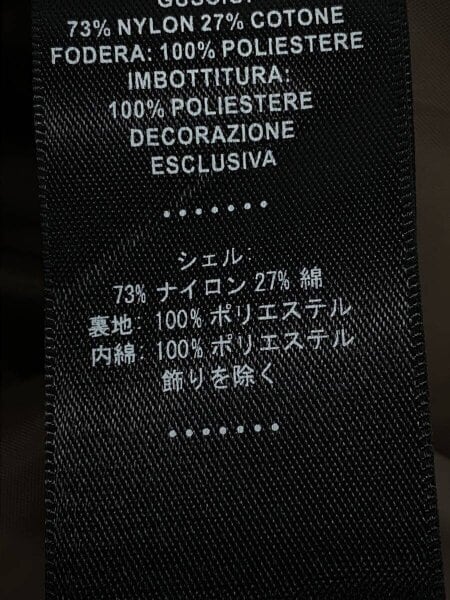 73% NYLON 27% COTONE
FODERA: 100% POLIESTERE
IMBOTTITURA:
100% POLIESTERE
DECORAZIONE
ESCLUSIVA
.......
シェル:
73% ナイロン 27% 綿
裏地: 100% ポリエステル
内綿: 100% ポリエステル
飾りを除く
.......